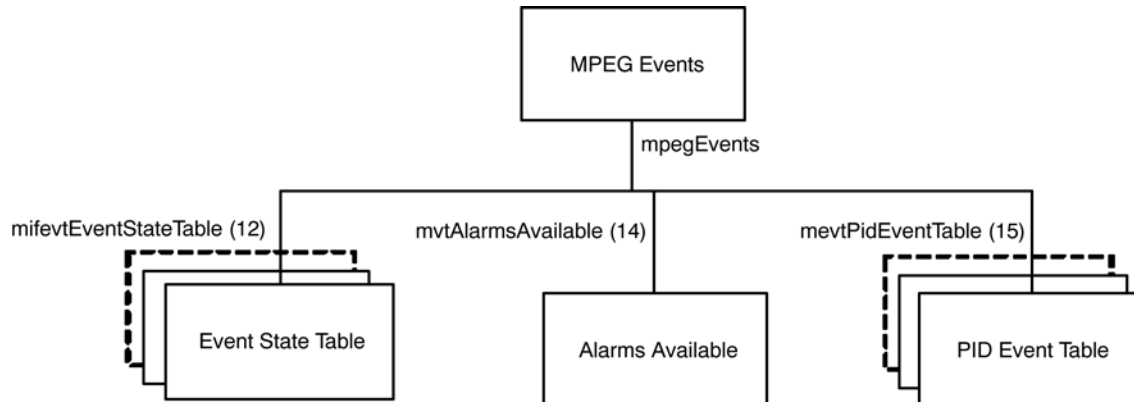 MPEG Events
mpegEvents
mifevtEventStateTable (12)
mvtAlarmsAvailable (14)
mevtPidEventTable (15)
Event State Table
Alarms Available
PID Event Table